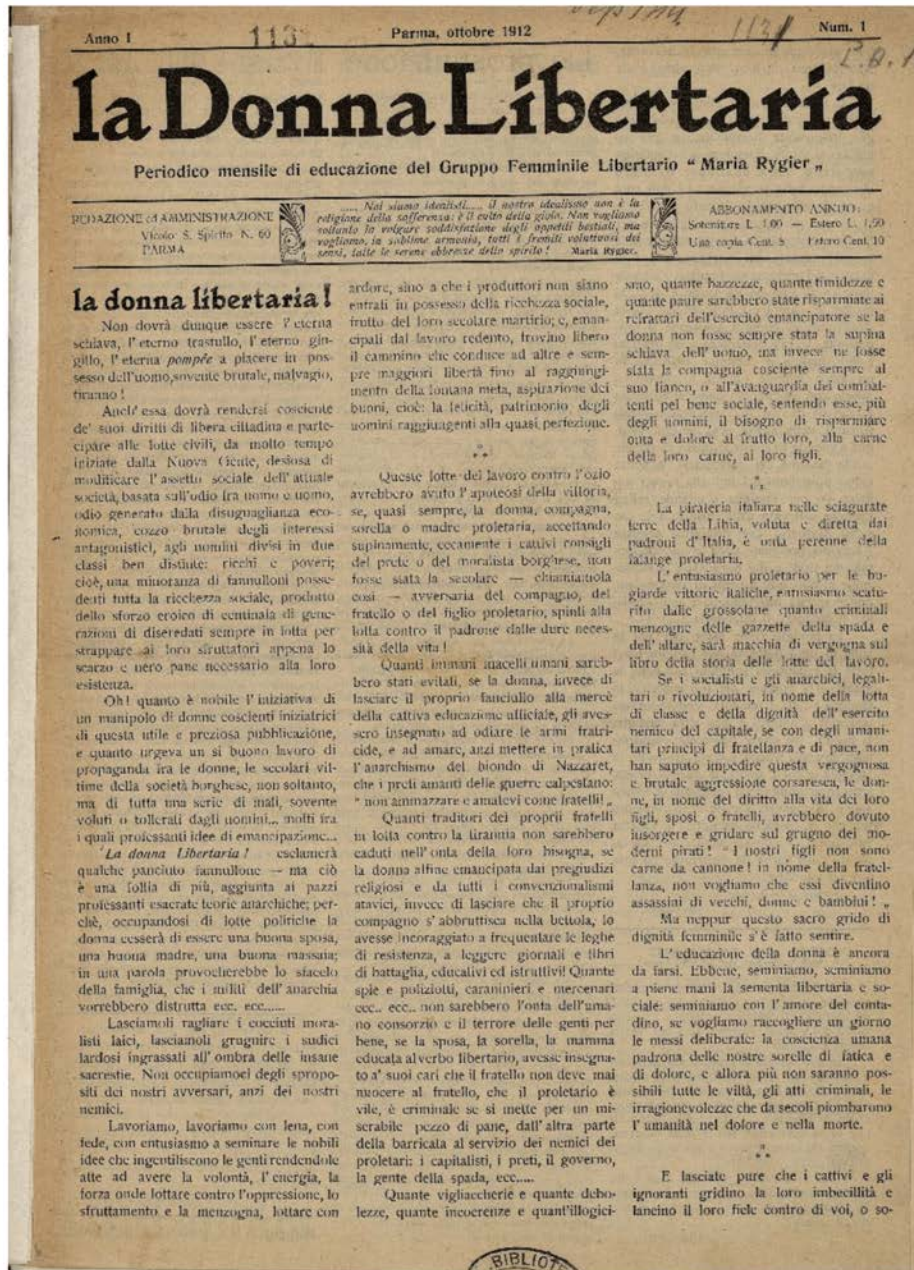 Anno I
113
Parma, ottobre 1912
1131
Num. 1
la Donna Libertaria
Periodico mensile di educazione del Gruppo Femminile Libertario “ Maria Rygier „
REDAZIONE ed AMMINISTRAZIONE
Vicolo S. Spirito N. 60
PARMA
..... Noi siamo idealisti..... il nostro idealismo non è la
religione della sofferenza: è il culto della gioia. Non vogliamo
soltanto la volgare soddisfazione degli appetiti bestiali, ma
vogliamo, in sublime armonia, tutti i fremiti voluttuosi dei
sensi, tutte le serene ebbrezze dello spirito! Maria Rygier.
ABBONAMENTO ANNUO:
Sostenitore L. 1,00 — Estero L. 1,50
Una copia Cent. 5 Estero Cent. 10
la donna libertaria!
Non dovrà dunque essere l' eterna
schiava, l' eterno trastullo, l' eterno gin-
gillo, l' eterna pompée a piacere in pos-
sesso dell'uomo,sovente brutale, malvagio,
tiranno !
Anch' essa dovrà rendersi cosciente
de' suoi diritti di libera cittadina e parte-
cipare alle lotte civili, da molto tempo
iniziate dalla Nuova Gente, desiosa di
modificare l' assetto sociale dell' attuale
società, basata sull'odio fra uomo e uomo,
odio generato dalla disuguaglianza eco-
nomica, cozzo brutale degli interessi
antagonistici, agli uomini divisi in due
classi ben distinte: ricchi e poveri;
cioè, una minoranza di fannulloni posse-
denti tutta la ricchezza sociale, prodotto
dello sforzo eroico di centinaia di gene-
razioni di diseredati sempre in lotta per
strappare ai loro sfruttatori appena lo
scarzo e nero pane necessario alla loro
esistenza.
Oh! quanto è nobile l' iniziativa di
un manipolo di donne coscienti iniziatrici
di questa utile e preziosa pubblicazione,
e quanto urgeva un si buono lavoro di
propaganda fra le donne, le secolari vit-
time della società borghese, non soltanto,
ma di tutta una serie di mali, sovente
voluti o tollerati dagli uomini... molti fra
i quali professanti idee di emancipazione...
La donna Libertaria ! esclamerà
qualche panciuto fannullone — ma ciò
è una follia di più, aggiunta ai pazzi
professanti esacrate teorie anarchiche; per-
chè, occupandosi di lotte politiche la
donna cesserà di essere una buona sposa,
una buona madre, una buona massaia;
in una parola provocherebbe lo sfacelo
della famiglia, che i militi dell' anarchia
vorrebbero distrutta ecc. ecc......
Lasciamoli ragliare i cocciuti mora-
listi laici, lasciamoli grugnire i sudici
lardosi ingrassati all' ombra delle insane
sacrestie. Non occupiamoci degli spropo-
siti dei nostri avversari, anzi dei nostri
nemici.
Lavoriamo, lavoriamo con lena, con
fede, con entusiasmo a seminare le nobili
idee che ingentiliscono le genti rendendole
atte ad avere la volontà, l' energia, la
forza onde lottare contro l'oppressione, lo
sfruttamento e la menzogna, lottare con
ardore, sino a che i produttori non siano
entrati in possesso della ricchezza sociale,
frutto del loro secolare martirio; e, eman-
cipati dal lavoro redento, trovino libero
il cammino che conduce ad altre e sem-
pre maggiori libertà fino al raggiungi-
mento della lontana meta, aspirazione dei
buoni, cioè: la felicità, patrimonio degli
uomini raggiuagenti alla quasi perfezione.
Queste lotte del lavoro contro l'ozio
avrebbero avuto l' apoteosi della vittoria,
se, quasi sempre, la donna, compagna,
sorella o madre proletaria, accettando
supinamente, cecamente i cattivi consigli
del prete o del moralista borghese, non
fosse stata la secolare — chiamiamola
così — avversaria del compagno, del
fratello o del figlio proletario, spinti alla
lotta contro il padrone dalle dure neces-
sità della vita !
Quanti immani macelli umani sareb-
bero stati evitati, se la donna, invece di
lasciare il proprio fanciullo alla mercè
della cattiva educazione ufficiale, gli aves-
sero insegnato ad odiare le armi fratri-
cide, e ad amare, anzi mettere in pratica
l' anarchismo del biondo di Nazzaret,
che i preti amanti delle guerre calpestano:
“ non ammazzare e amatevi come fratelli! „
Quanti traditori dei proprii fratelli
in lotta contro la tirannia non sarebbero
caduti nell' onta della loro bisogna, se
la donna alfine emancipata dai pregiudizi
religiosi e da tutti i convenzionalismi
atavici, invece di lasciare che il proprio
compagno s' abbruttisca nella bettola, lo
avesse incoraggiato a frequentare le leghe
di resistenza, a leggere giornali e libri
di battaglia, educativi ed istruttivi! Quante
spie e poliziotti, caraninieri e mercenari
ecc.. ecc.. non sarebbero l'onta dell'uma-
no consorzio e il terrore delle genti per
bene, se la sposa, la sorella, la mamma
educata al verbo libertario, avesse insegna-
to a' suoi cari che il fratello non deve mai
nuocere al fratello, che il proletario è
vile, è criminale se si mette per un mi-
serabile pezzo di pane, dall' altra parte
della barricata al servizio dei nemici dei
proletari: i capitalisti, i preti, il governo,
la gente della spada, ecc.....
Quante vigliaccherie e quante debo-
lezze, quante incoerenze e quant'illogici-
smo, quante bazzezze, quante timidezze e
quante paure sarebbero state risparmiate ai
refrattari dell'esercito emancipatore se la
donna non fosse sempre stata la supina
schiava dell' uomo, ma invece ne fosse
stata la compagna cosciente sempre al
suo fianco, o all'avanguardia dei combat-
tenti pel bene sociale, sentendo esse, più
degli uomini, il bisogno di risparmiare
onta e dolore al frutto loro, alla carne
della loro carne, ai loro figli.
La pirateria italiana nelle sciagurate
terre della Libia, voluta e diretta dai
padroni d' Italia, è onta perenne della
falange proletaria.
L' entusiasmo proletario per le bu-
giarde vittorie italiche, entusiasmo scatu-
rito dalle grossolane quanto criminali
menzogne delle gazzette della spada e
dell' altare, sarà macchia di vergogna sul
libro della storia delle lotte del lavoro.
Se i socialisti e gli anarchici, legali-
tari o rivoluzionari, in nome della lotta
di classe e della dignità dell' esercito
nemico del capitale, se con degli umani-
tari principi di fratellanza e di pace, non
han saputo impedire questa vergognosa
e brutale aggressione corsaresca, le don-
ne, in nome del diritto alla vita dei loro
figli, sposi o fratelli, avrebbero dovuto
insorgere e gridare sul grugno dei mo-
derni pirati! “ I nostri figli non sono
carne da cannone ! in nome della fratel-
lanza, non vogliamo che essi diventino
assassini di vecchi, donne e bambini ! „
Ma neppur questo sacro grido di
dignità femminile s' è fatto sentire.
L' educazione della donna è ancora
da farsi. Ebbene, seminiamo, seminiamo
a piene mani la sementa libertaria e so-
ciale: seminiamo con l' amore del conta-
dino, se vogliamo raccogliere un giorno
le messi deliberate: la coscienza umana
padrona delle nostre sorelle di fatica e
di dolore, e allora più non saranno pos-
sibili tutte le viltà, gli atti criminali, le
irragionevolezze che da secoli piombarono
l' umanità nel dolore e nella morte.
E lasciate pure che i cattivi e gli
ignoranti gridino la loro imbecillità e
lancino il loro fiele contro di voi, o so-
BIBLIOTE